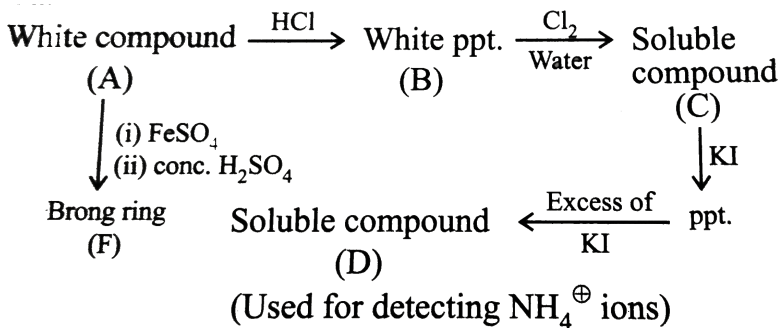 White compound
(A)
HCl
White ppt.
(B)
Cl₂
Water
Soluble
compound
(C)
(i) FeSO₄
(ii) conc. H₂SO₄
KI
Brong ring
(F)
Soluble compound
(D)
Excess of
KI
ppt.
(Used for detecting NH₄⊕ ions)